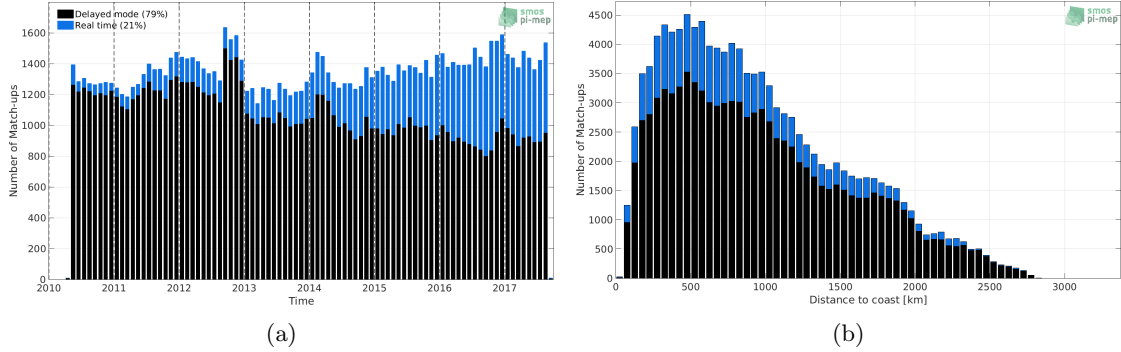 Delayed mode (79%)
Real time (21%)
smos
pi-mep
Number of Match-ups
1600
1400
1200
1000
800
600
400
200
0
2010 2011 2012 2013 2014 2015 2016 2017
Time
(a)
smos
pi-mep
Number of Match-ups
4500
4000
3500
3000
2500
2000
1500
1000
500
0
0 500 1000 1500 2000 2500 3000
Distance to coast [km]
(b)